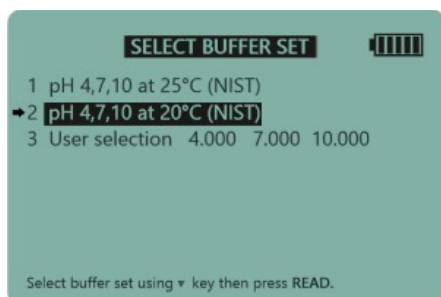 SELECT BUFFER SET
1 pH 4,7,10 at 25°C (NIST)
➡2 pH 4,7,10 at 20°C (NIST)
3 User selection 4.000 7.000 10.000
Select buffer set using ▼ key then press READ.